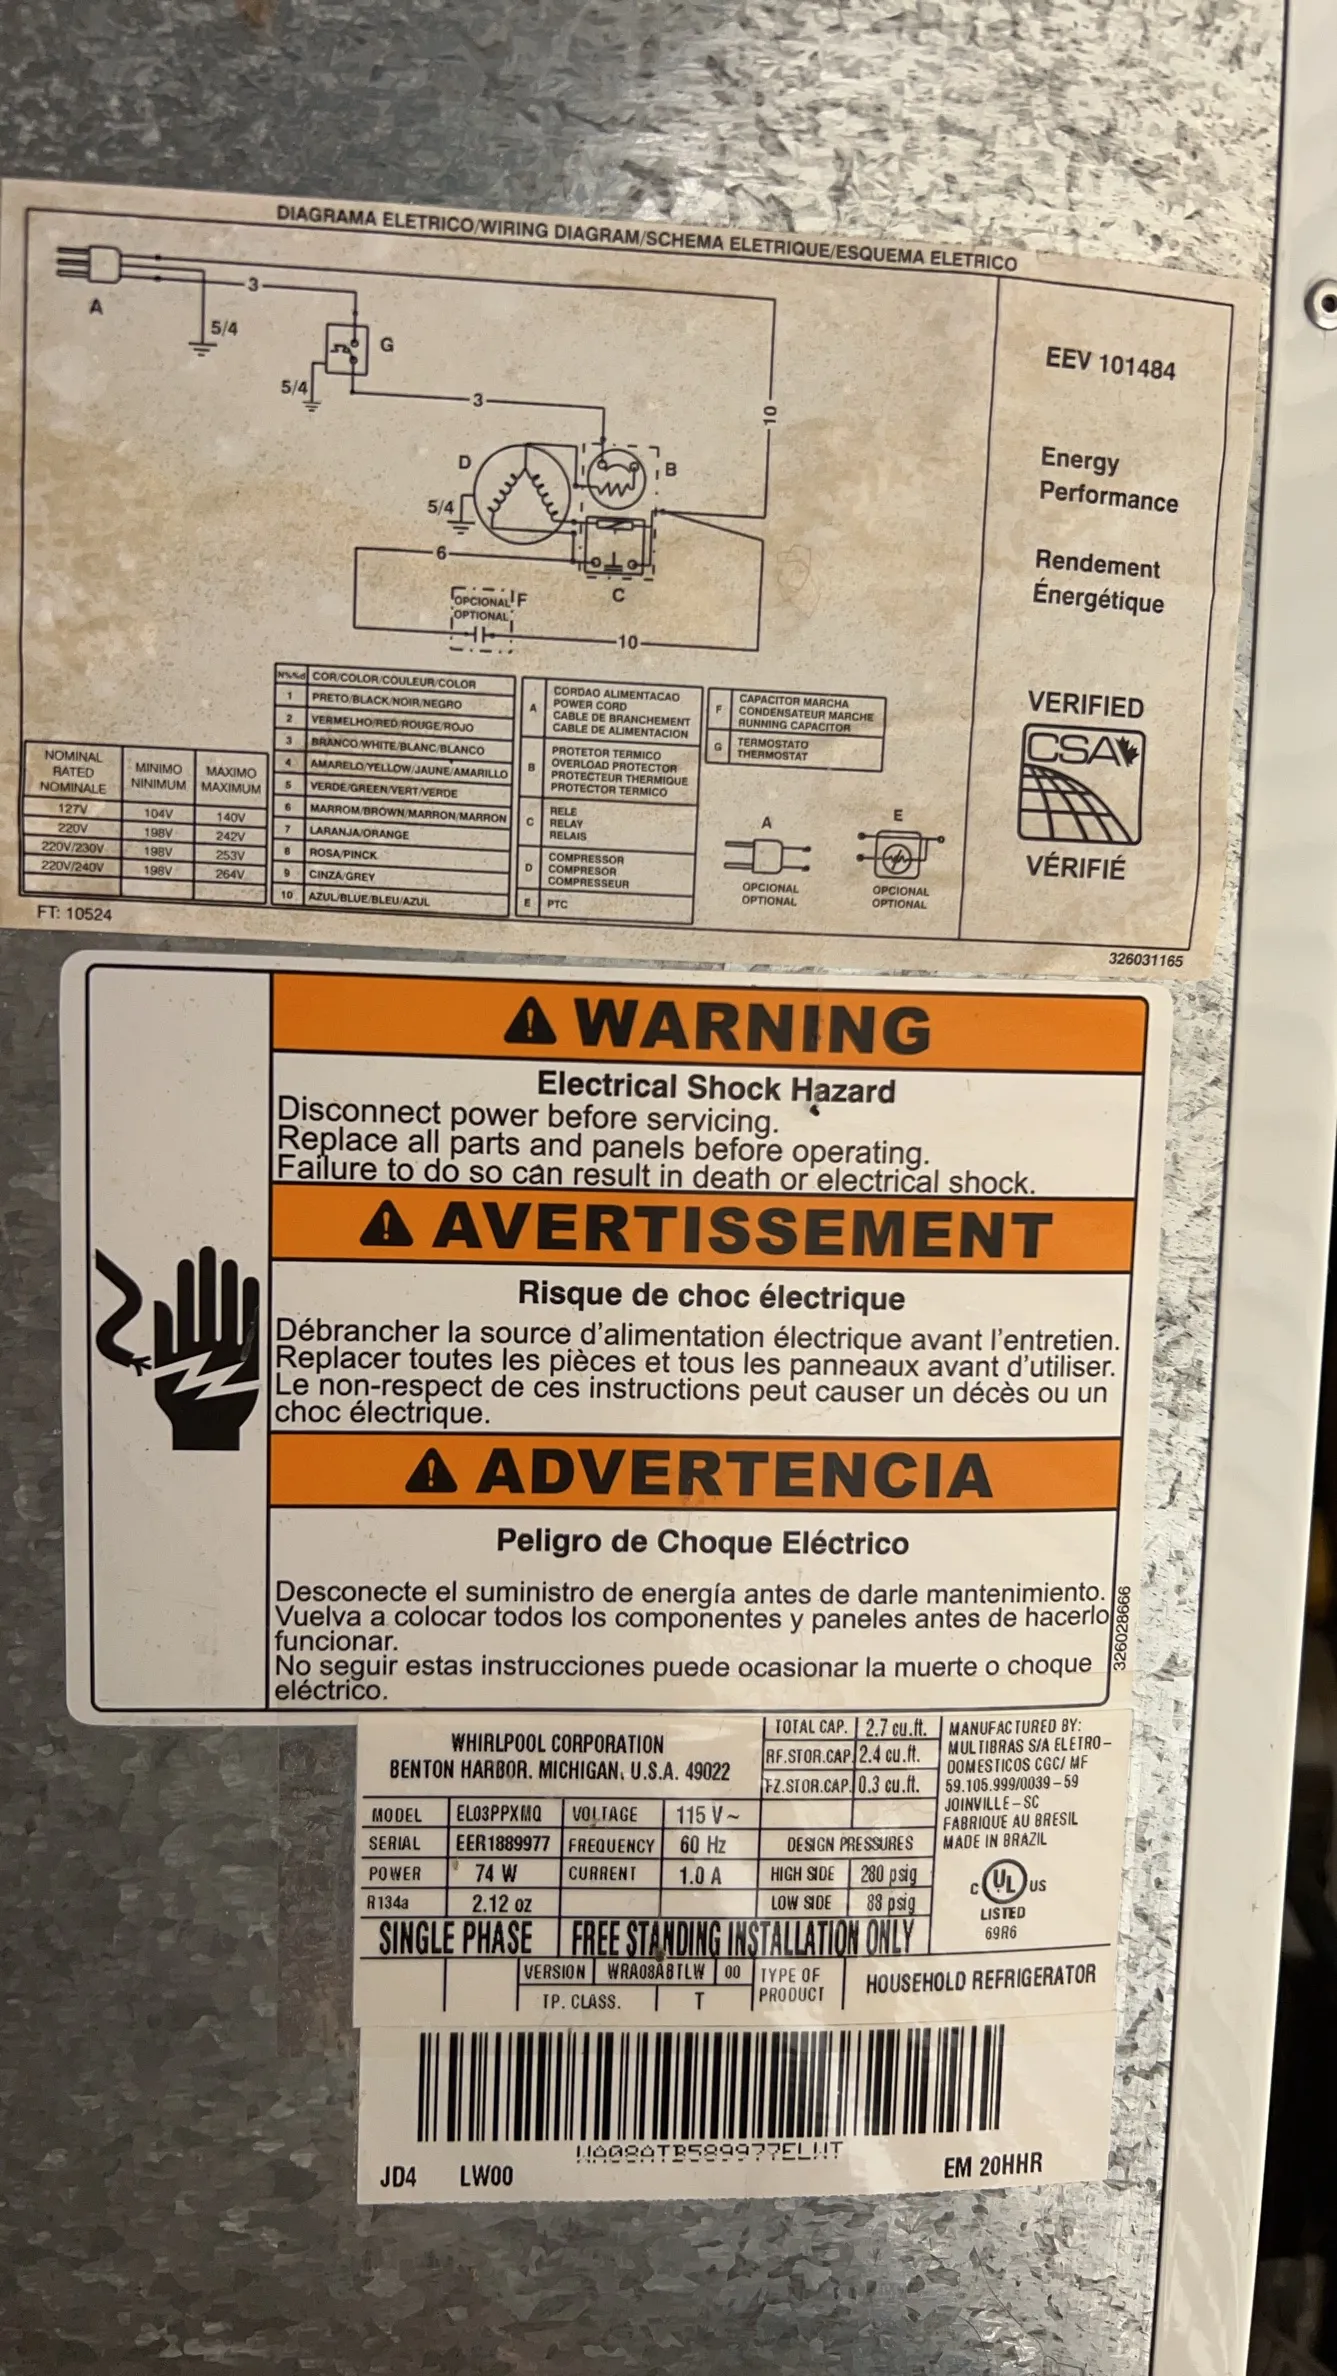 DIAGRAMA ELETRICO/WIRING DIAGRAM/SCHEMA ELETRIQUE/ESQUEMA ELETRICO
A
3
5/4
G
5/4
3
10
D
B
5/4
6
C
OPCIONAL F
OPTIONAL
10
EEV 101484
Energy
Performance
Rendement
Énergétique
VERIFIED
CSA
VÉRIFIÉ
NOMINAL
RATED
NOMINALE
MINIMO
NINIMUM
MAXIMO
MAXIMUM
127V 104V 140V
220V 198V 242V
220V/230V 198V 253V
220V/240V 198V 264V
FT: 10524
COR/COLOR/COULEUR/COLOR
1 PRETO/BLACK/NOIR/NEGRO
2 VERMELHO/RED/ROUGE/ROJO
3 BRANCO/WHITE/BLANC/BLANCO
4 AMARELO/YELLOW/JAUNE/AMARILLO
5 VERDE/GREEN/VERT/VERDE
6 MARROM/BROWN/MARRON/MARRON
7 LARANJA/ORANGE
8 ROSA/PINCK
9 CINZA/GREY
10 AZUL/BLUE/BLEU/AZUL
A
CORDAO ALIMENTACAO
POWER CORD
CABLE DE BRANCHEMENT
CABLE DE ALIMENTACION
B
PROTETOR TERMICO
OVERLOAD PROTECTOR
PROTECTEUR THERMIQUE
PROTECTOR TERMICO
C
RELE
RELAY
RELAIS
D
COMPRESSOR
COMPRESOR
COMPRESSEUR
E PTC
F
CAPACITOR MARCHA
CONDENSATEUR MARCHE
RUNNING CAPACITOR
G
TERMOSTATO
THERMOSTAT
A
OPCIONAL
OPTIONAL
E
OPCIONAL
OPTIONAL
326031165
WARNING
Electrical Shock Hazard
Disconnect power before servicing.
Replace all parts and panels before operating.
Failure to do so can result in death or electrical shock.
AVERTISSEMENT
Risque de choc électrique
Débrancher la source d'alimentation électrique avant l'entretien.
Replacer toutes les pièces et tous les panneaux avant d'utiliser.
Le non-respect de ces instructions peut causer un décès ou un
choc électrique.
ADVERTENCIA
Peligro de Choque Eléctrico
Desconecte el suministro de energía antes de darle mantenimiento.
Vuelva a colocar todos los componentes y paneles antes de hacerlo
funcionar.
No seguir estas instrucciones puede ocasionar la muerte o choque
eléctrico.
326028666
WHIRLPOOL CORPORATION
BENTON HARBOR. MICHIGAN, U.S.A. 49022
TOTAL CAP. 2.7 cu.ft.
RF.STOR.CAP. 2.4 cu.ft.
FZ.STOR.CAP. 0.3 cu.ft.
MANUFACTURED BY:
MULTIBRAS S/A ELETRO-
DOMESTICOS CGC/ MF
59.105.999/0039-59
JOINVILLE-SC
FABRIQUE AU BRESIL
MADE IN BRAZIL
MODEL EL03PPXMQ VOLTAGE 115 V~
SERIAL EER1889977 FREQUENCY 60 Hz DESIGN PRESSURES
POWER 74 W CURRENT 1.0 A HIGH SIDE 280 psig
R134a 2.12 oz LOW SIDE 88 psig
C UL US
LISTED
69R6
SINGLE PHASE FREE STANDING INSTALLATION ONLY
VERSION WRA08ABTLW 00 TYPE OF PRODUCT HOUSEHOLD REFRIGERATOR
TP. CLASS. T
JD4 LW00 EM 20HHR